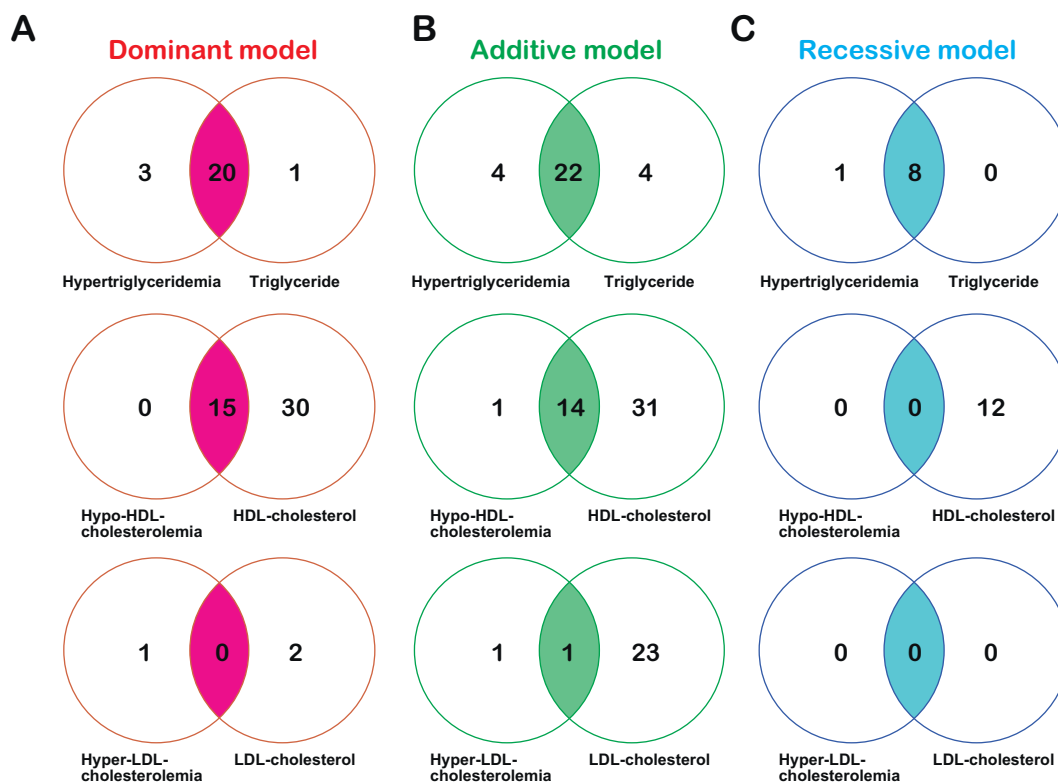 A
B
C
Dominant model
Additive model
Recessive model
3 20 1
4 22 4
1 8 0
Hypertriglyceridemia Triglyceride
Hypertriglyceridemia Triglyceride
Hypertriglyceridemia Triglyceride
0 15 30
1 14 31
0 0 12
Hypo-HDL-
cholesterolemia
HDL-cholesterol
Hypo-HDL-
cholesterolemia
HDL-cholesterol
Hypo-HDL-
cholesterolemia
HDL-cholesterol
1 0 2
1 1 23
0 0 0
Hyper-LDL-
cholesterolemia
LDL-cholesterol
Hyper-LDL-
cholesterolemia
LDL-cholesterol
Hyper-LDL-
cholesterolemia
LDL-cholesterol